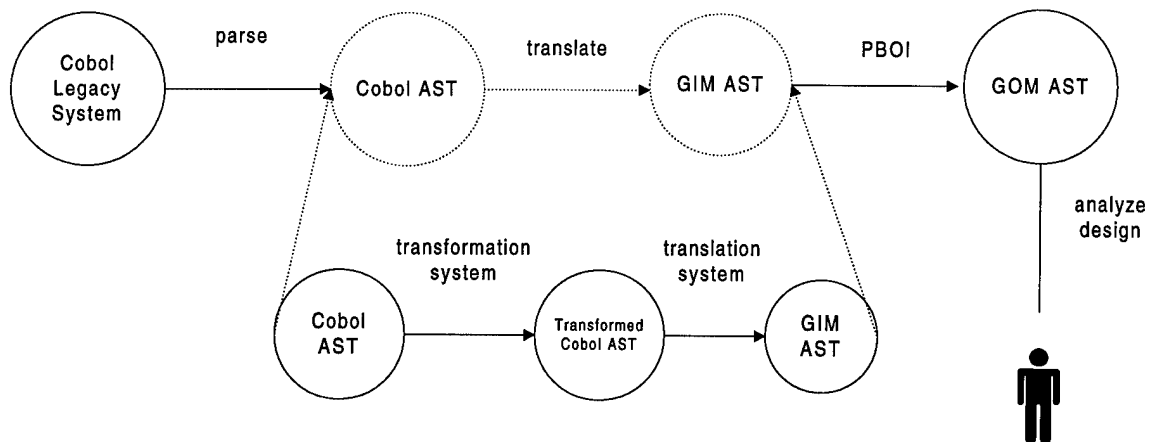 parse
translate
PBOI
Cobol
Legacy
System
Cobol AST
GIM AST
GOM AST
analyze
design
transformation
system
translation
system
Cobol
AST
Transformed
Cobol AST
GIM
AST